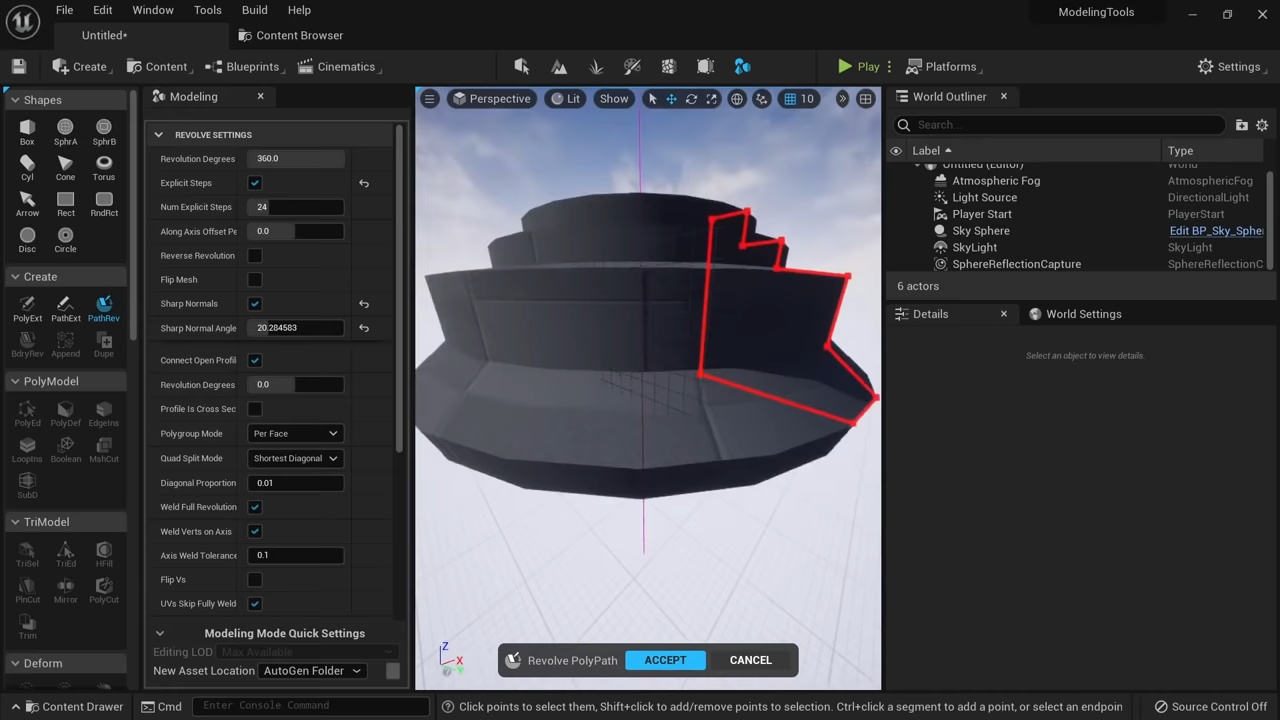 File Edit Window Tools Build Help
ModelingTools
Untitled*
Content Browser
Create
Content
Blueprints
Cinematics
Play
Platforms
Settings
Shapes
Box SphrA SphrB
Cyl Cone Torus
Arrow Rect RndRct
Disc Circle
Create
PolyExt PathExt PathRev
BdryRev Append Dupe
PolyModel
PolyEd PolyDef EdgeIns
LoopIns Boolean MshCut
SubD
TriModel
TriSel TriEd HFill
PlnCut Mirror PolyCut
Trim
Deform
Modeling
REVOLVE SETTINGS
Revolution Degrees 360.0
Explicit Steps
Num Explicit Steps 24
Along Axis Offset Pe 0.0
Reverse Revolution
Flip Mesh
Sharp Normals
Sharp Normal Angle 20.284583
Connect Open Profil
Revolution Degrees 0.0
Profile Is Cross Sec
Polygroup Mode Per Face
Quad Split Mode Shortest Diagonal
Diagonal Proportion 0.01
Weld Full Revolution
Weld Verts on Axis
Axis Weld Tolerance 0.1
Flip Vs
UVs Skip Fully Weld
Modeling Mode Quick Settings
Editing LOD Max Available
New Asset Location AutoGen Folder
Perspective Lit Show 10
Z
X
Y
Revolve PolyPath ACCEPT CANCEL
World Outliner
Search...
Label Type
Untitled (Editor)
Atmospheric Fog AtmosphericFog
Light Source DirectionalLight
Player Start PlayerStart
Sky Sphere Edit BP_Sky_Sphe
SkyLight SkyLight
SphereReflectionCapture SphereReflectionC
6 actors
Details
World Settings
Select an object to view details.
Content Drawer
Cmd
Enter Console Command
Click points to select them, Shift+click to add/remove points to selection. Ctrl+click a segment to add a point, or select an endpoin
Source Control Off